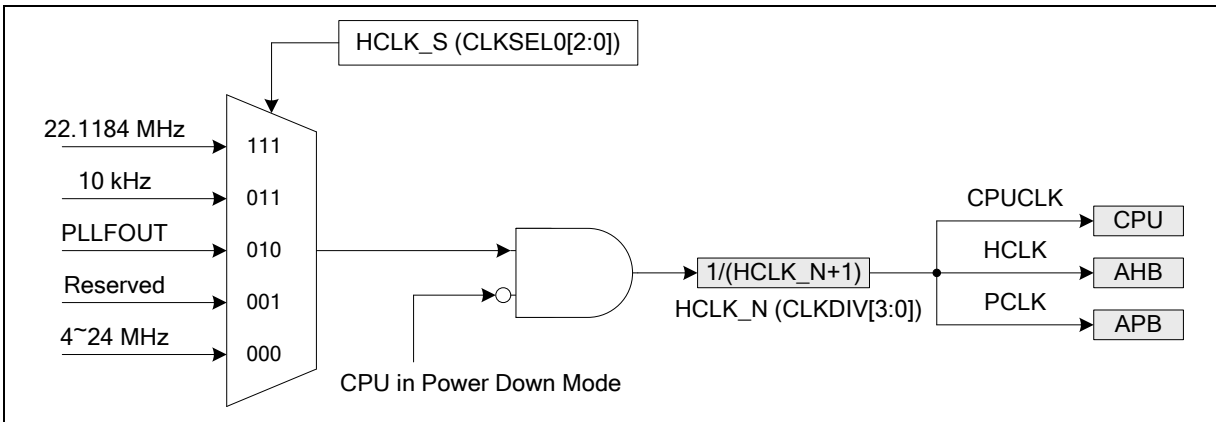 HCLK_S (CLKSEL0[2:0])
22.1184 MHz
111
10 kHz
011
PLLFOUT
010
Reserved
001
4~24 MHz
000
CPU in Power Down Mode
1/(HCLK_N+1)
HCLK_N (CLKDIV[3:0])
CPUCLK
CPU
HCLK
AHB
PCLK
APB